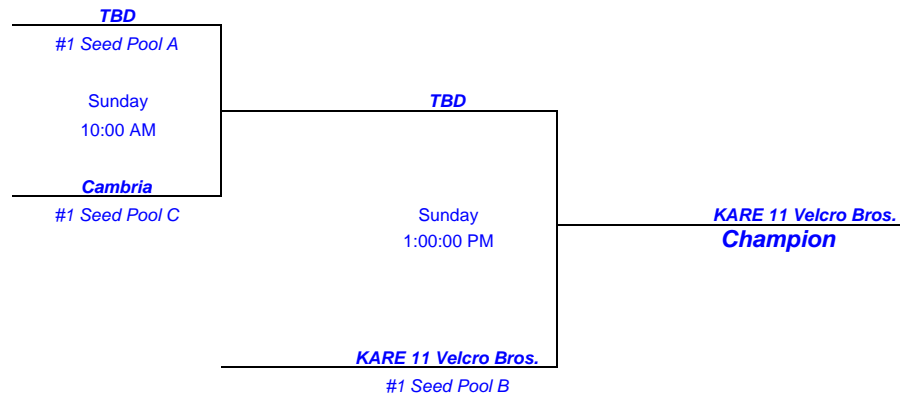 TBD
#1 Seed Pool A
Sunday
10:00 AM
TBD
Cambria
#1 Seed Pool C
Sunday
1:00:00 PM
KARE 11 Velcro Bros.
Champion
KARE 11 Velcro Bros.
#1 Seed Pool B